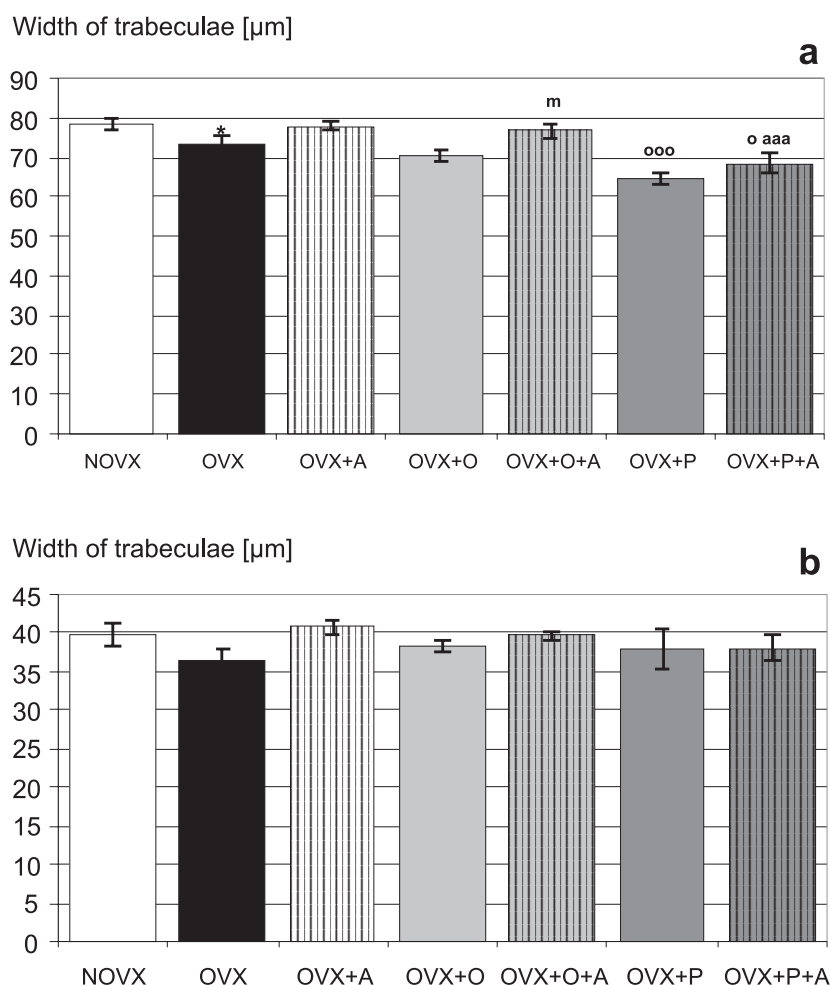 Width of trabeculae [µm]
a
90
80
70
60
50
40
30
20
10
0
*
m
ooo
o aaa
NOVX OVX OVX+A OVX+O OVX+O+A OVX+P OVX+P+A
Width of trabeculae [µm]
b
45
40
35
30
25
20
15
10
5
0
NOVX OVX OVX+A OVX+O OVX+O+A OVX+P OVX+P+A